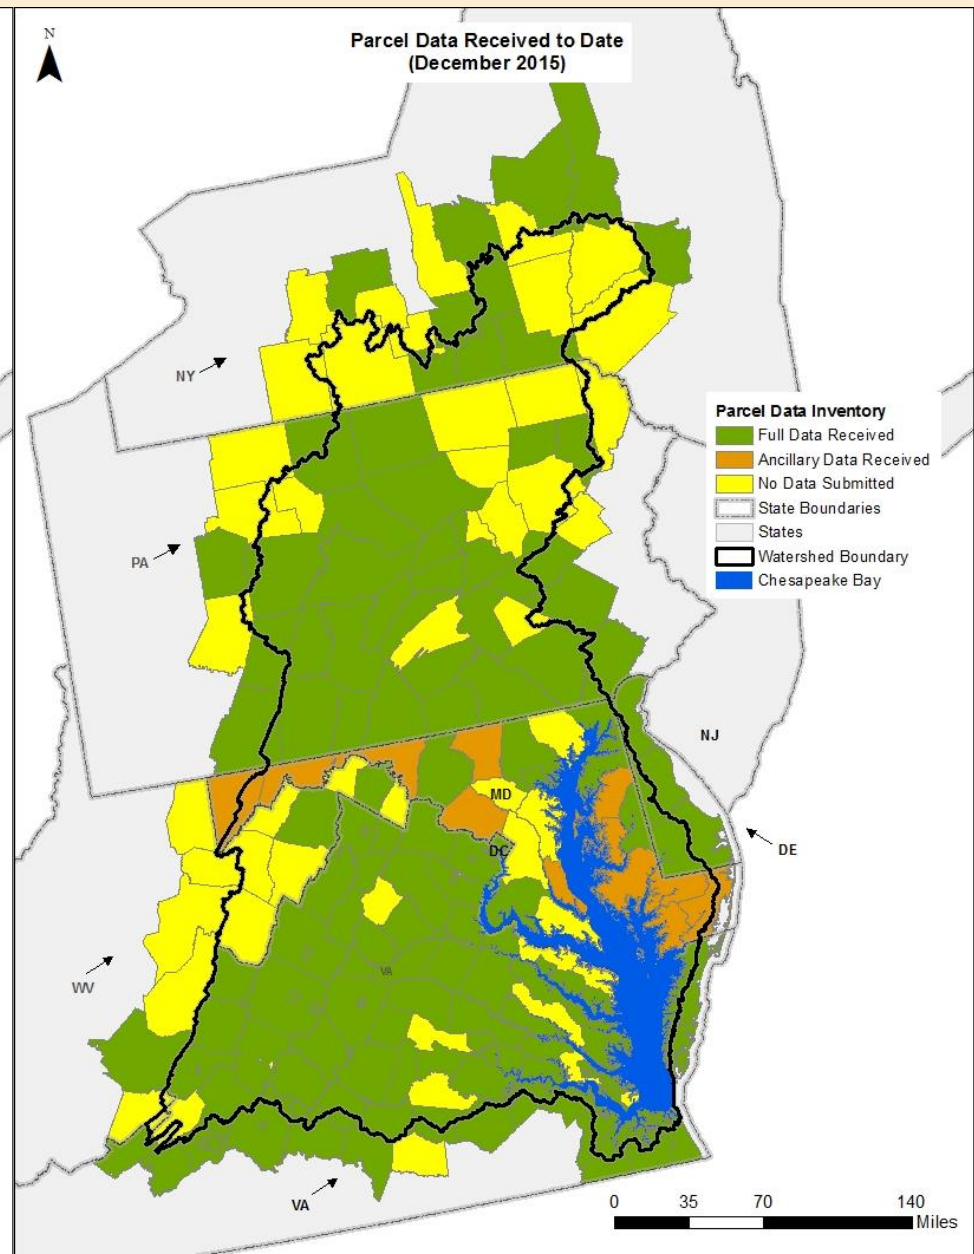 N
Parcel Data Received to Date
(December 2015)
NY
Parcel Data Inventory
Full Data Received
Ancillary Data Received
No Data Submitted
State Boundaries
States
Watershed Boundary
Chesapeake Bay
PA
NJ
MD
DC
DE
WV
VA
VA
0 35 70 140
Miles